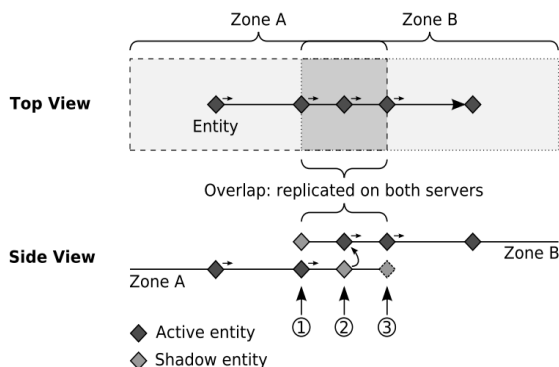 Zone A Zone B
Top View
Entity
Overlap: replicated on both servers
Side View
Zone B
Zone A
① ② ③
Active entity
Shadow entity